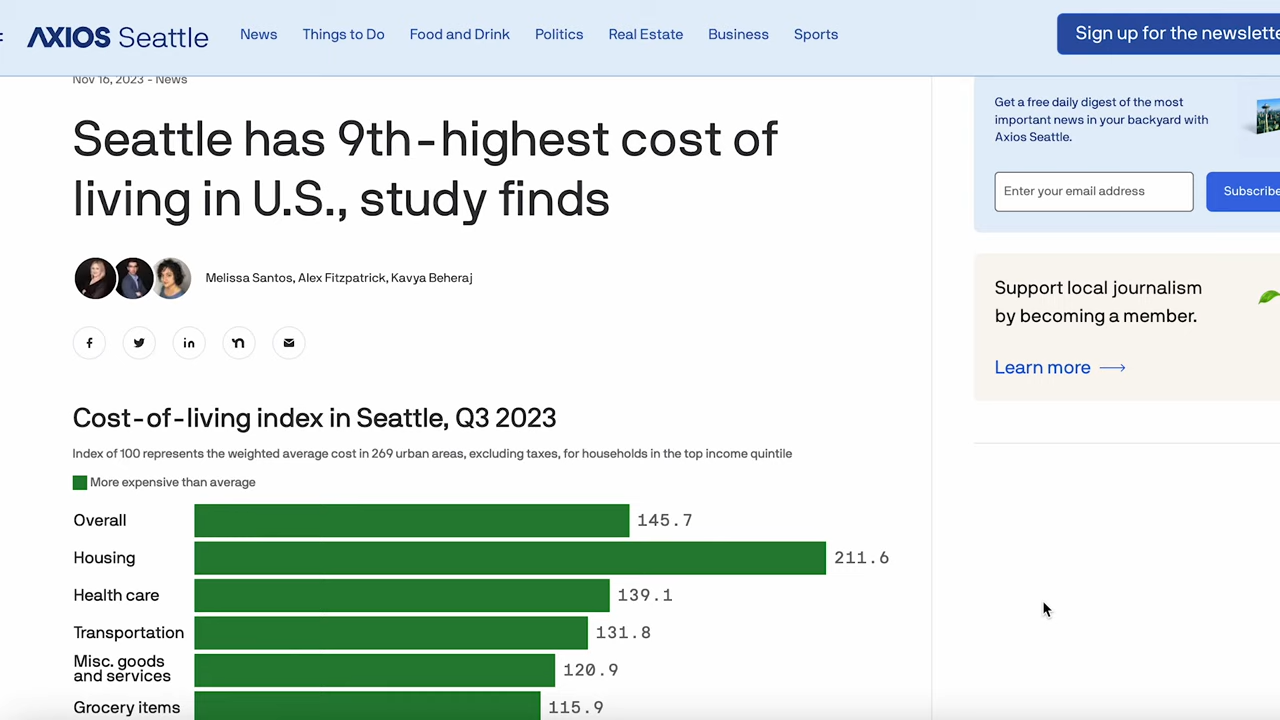 AXIOS Seattle
News
Things to Do
Food and Drink
Politics
Real Estate
Business
Sports
Sign up for the newslette
Nov 16, 2023 - News
Seattle has 9th-highest cost of
living in U.S., study finds
Melissa Santos, Alex Fitzpatrick, Kavya Beheraj
Cost-of-living index in Seattle, Q3 2023
Index of 100 represents the weighted average cost in 269 urban areas, excluding taxes, for households in the top income quintile
More expensive than average
Overall 145.7
Housing 211.6
Health care 139.1
Transportation 131.8
Misc. goods
and services 120.9
Grocery items 115.9
Get a free daily digest of the most
important news in your backyard with
Axios Seattle.
Enter your email address
Subscribe
Support local journalism
by becoming a member.
Learn more